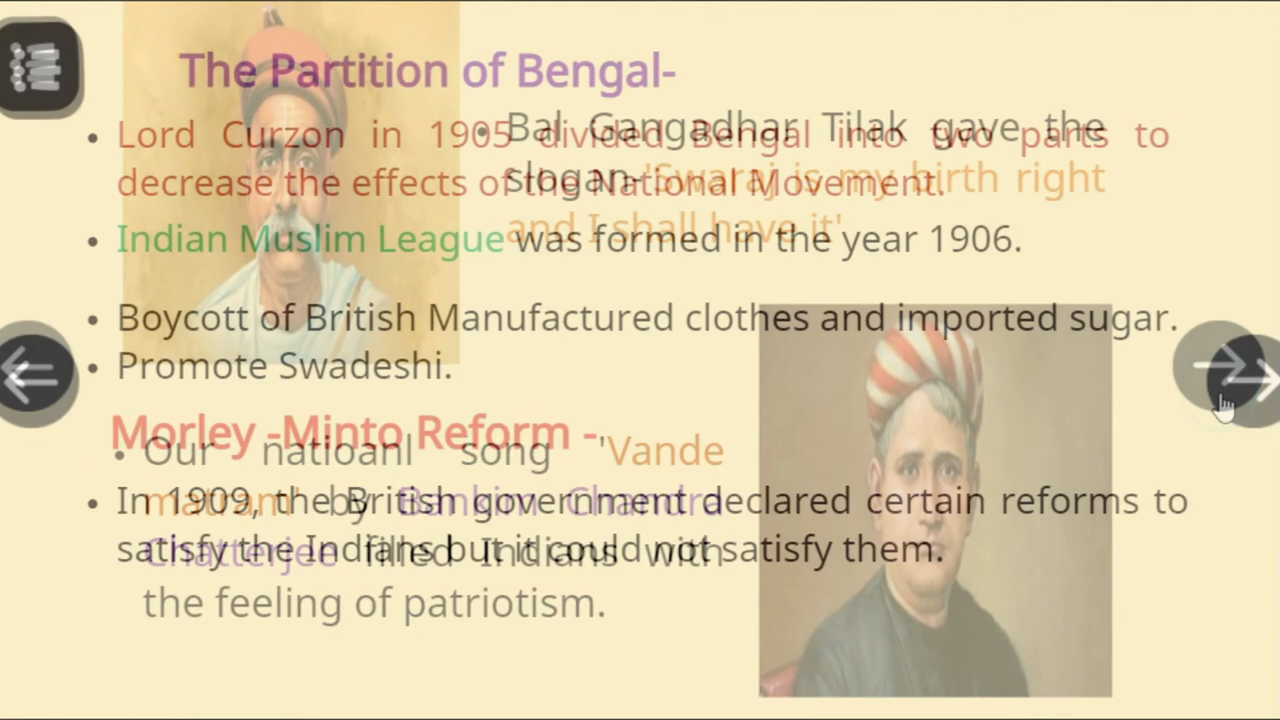 The Partition of Bengal-
• Lord Curzon in 1905 divided Bengal into two parts to
decrease the effects of the National Movement.
• Indian Muslim League was formed in the year 1906.
• Boycott of British Manufactured clothes and imported sugar.
• Promote Swadeshi.
Morley -Minto Reform -
• In 1909, the British government declared certain reforms to
satisfy the Indians but it could not satisfy them.
• Bal Gangadhar Tilak gave the
slogan- 'Swaraj is my birth right
and I shall have it'
• Our natioanl song 'Vande
matram' by Bankim Chandra
Chatterjee filled Indians with
the feeling of patriotism.